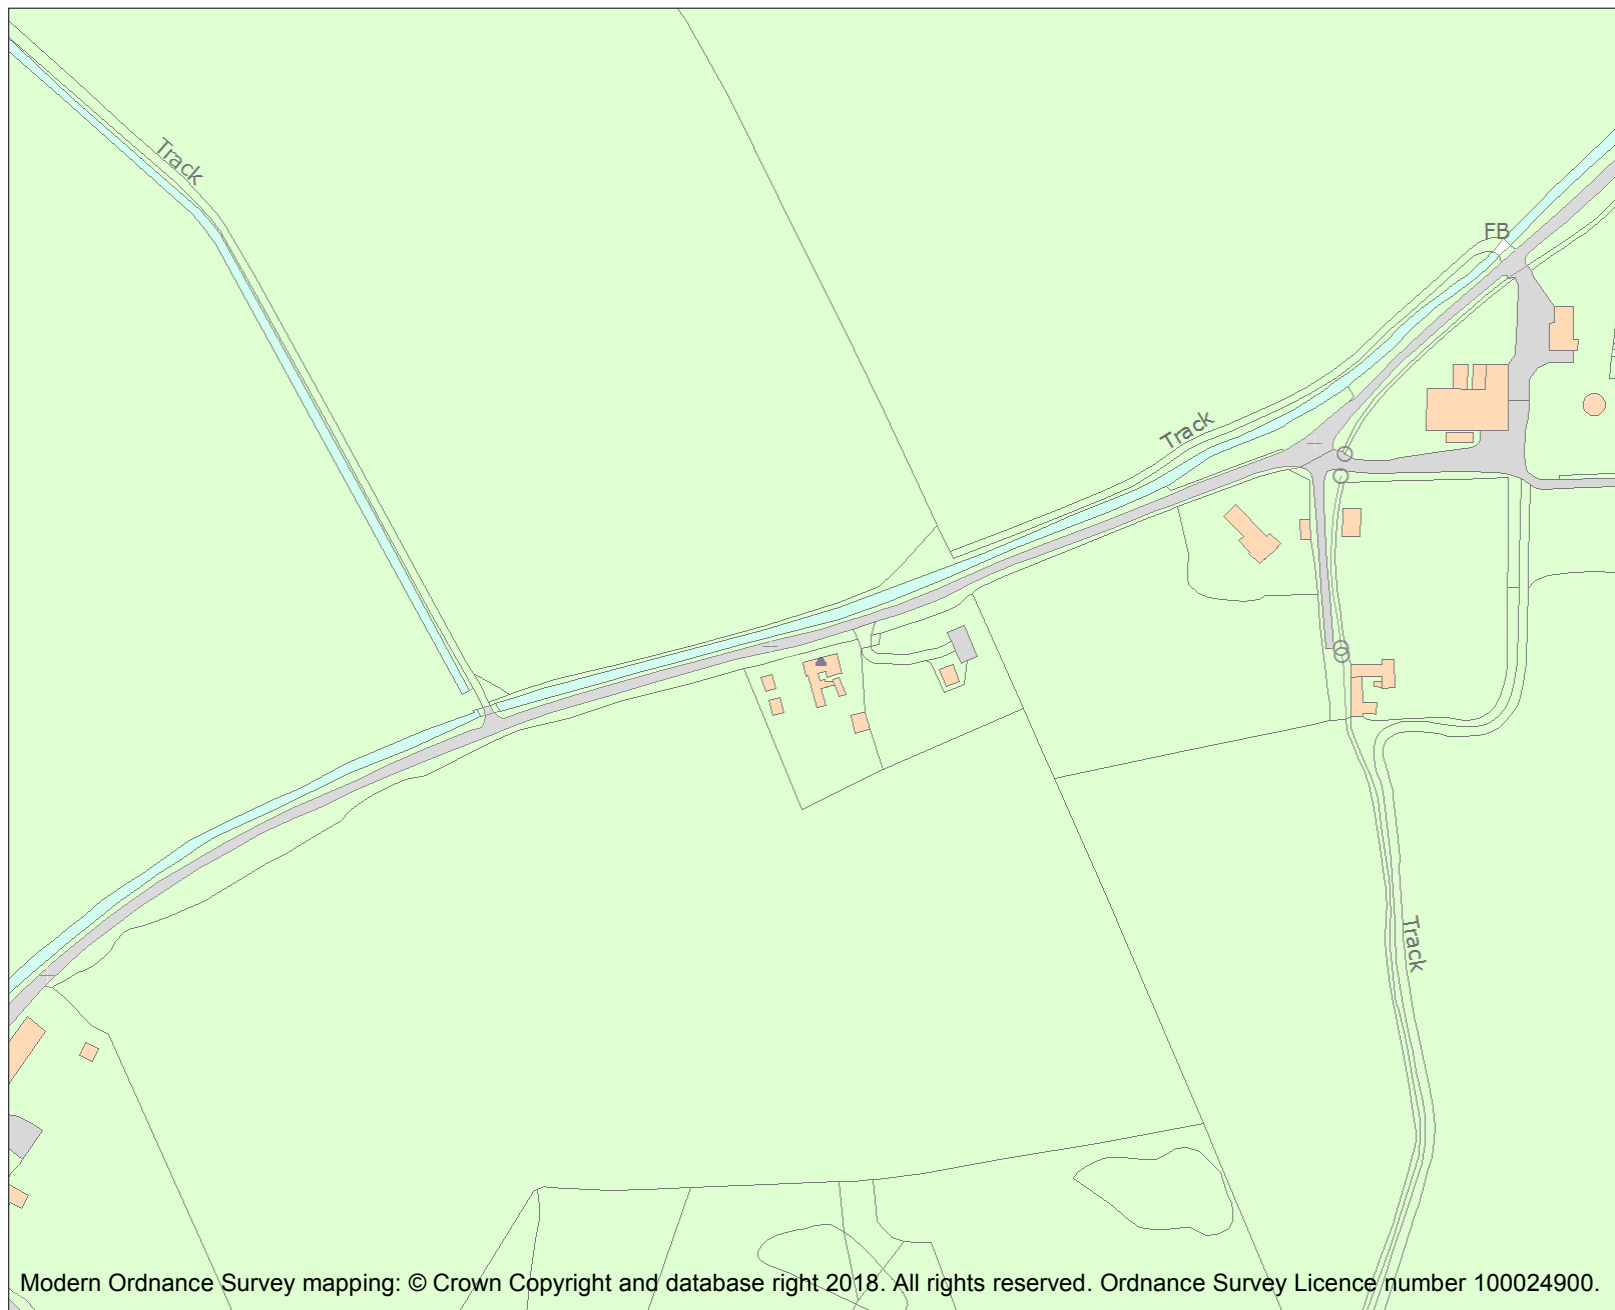 Track
FB
Track
Track
Modern Ordnance Survey mapping: © Crown Copyright and database right 2018. All rights reserved. Ordnance Survey Licence number 100024900.